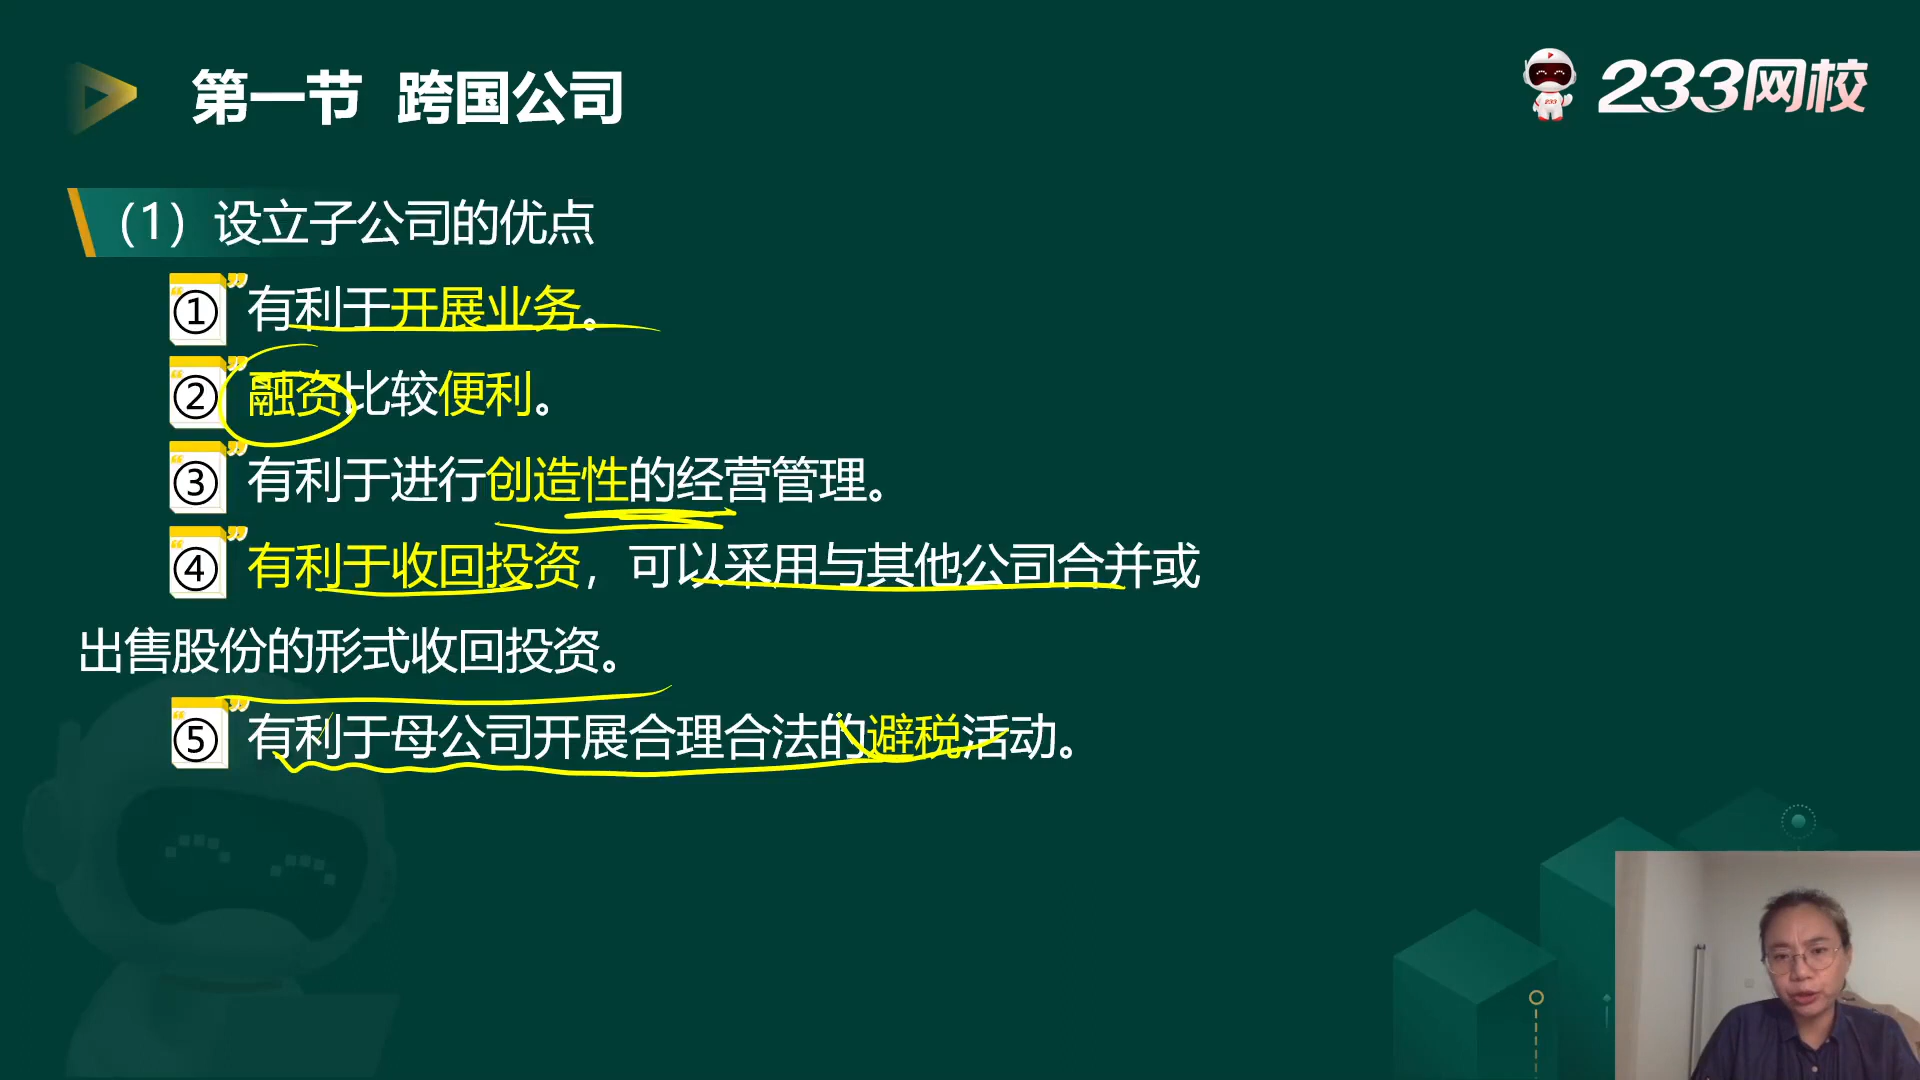 第一节 跨国公司
233网校
（1）设立子公司的优点
① 有利于开展业务。
② 融资比较便利。
③ 有利于进行创造性的经营管理。
④ 有利于收回投资，可以采用与其他公司合并或
出售股份的形式收回投资。
⑤ 有利于母公司开展合理合法的避税活动。